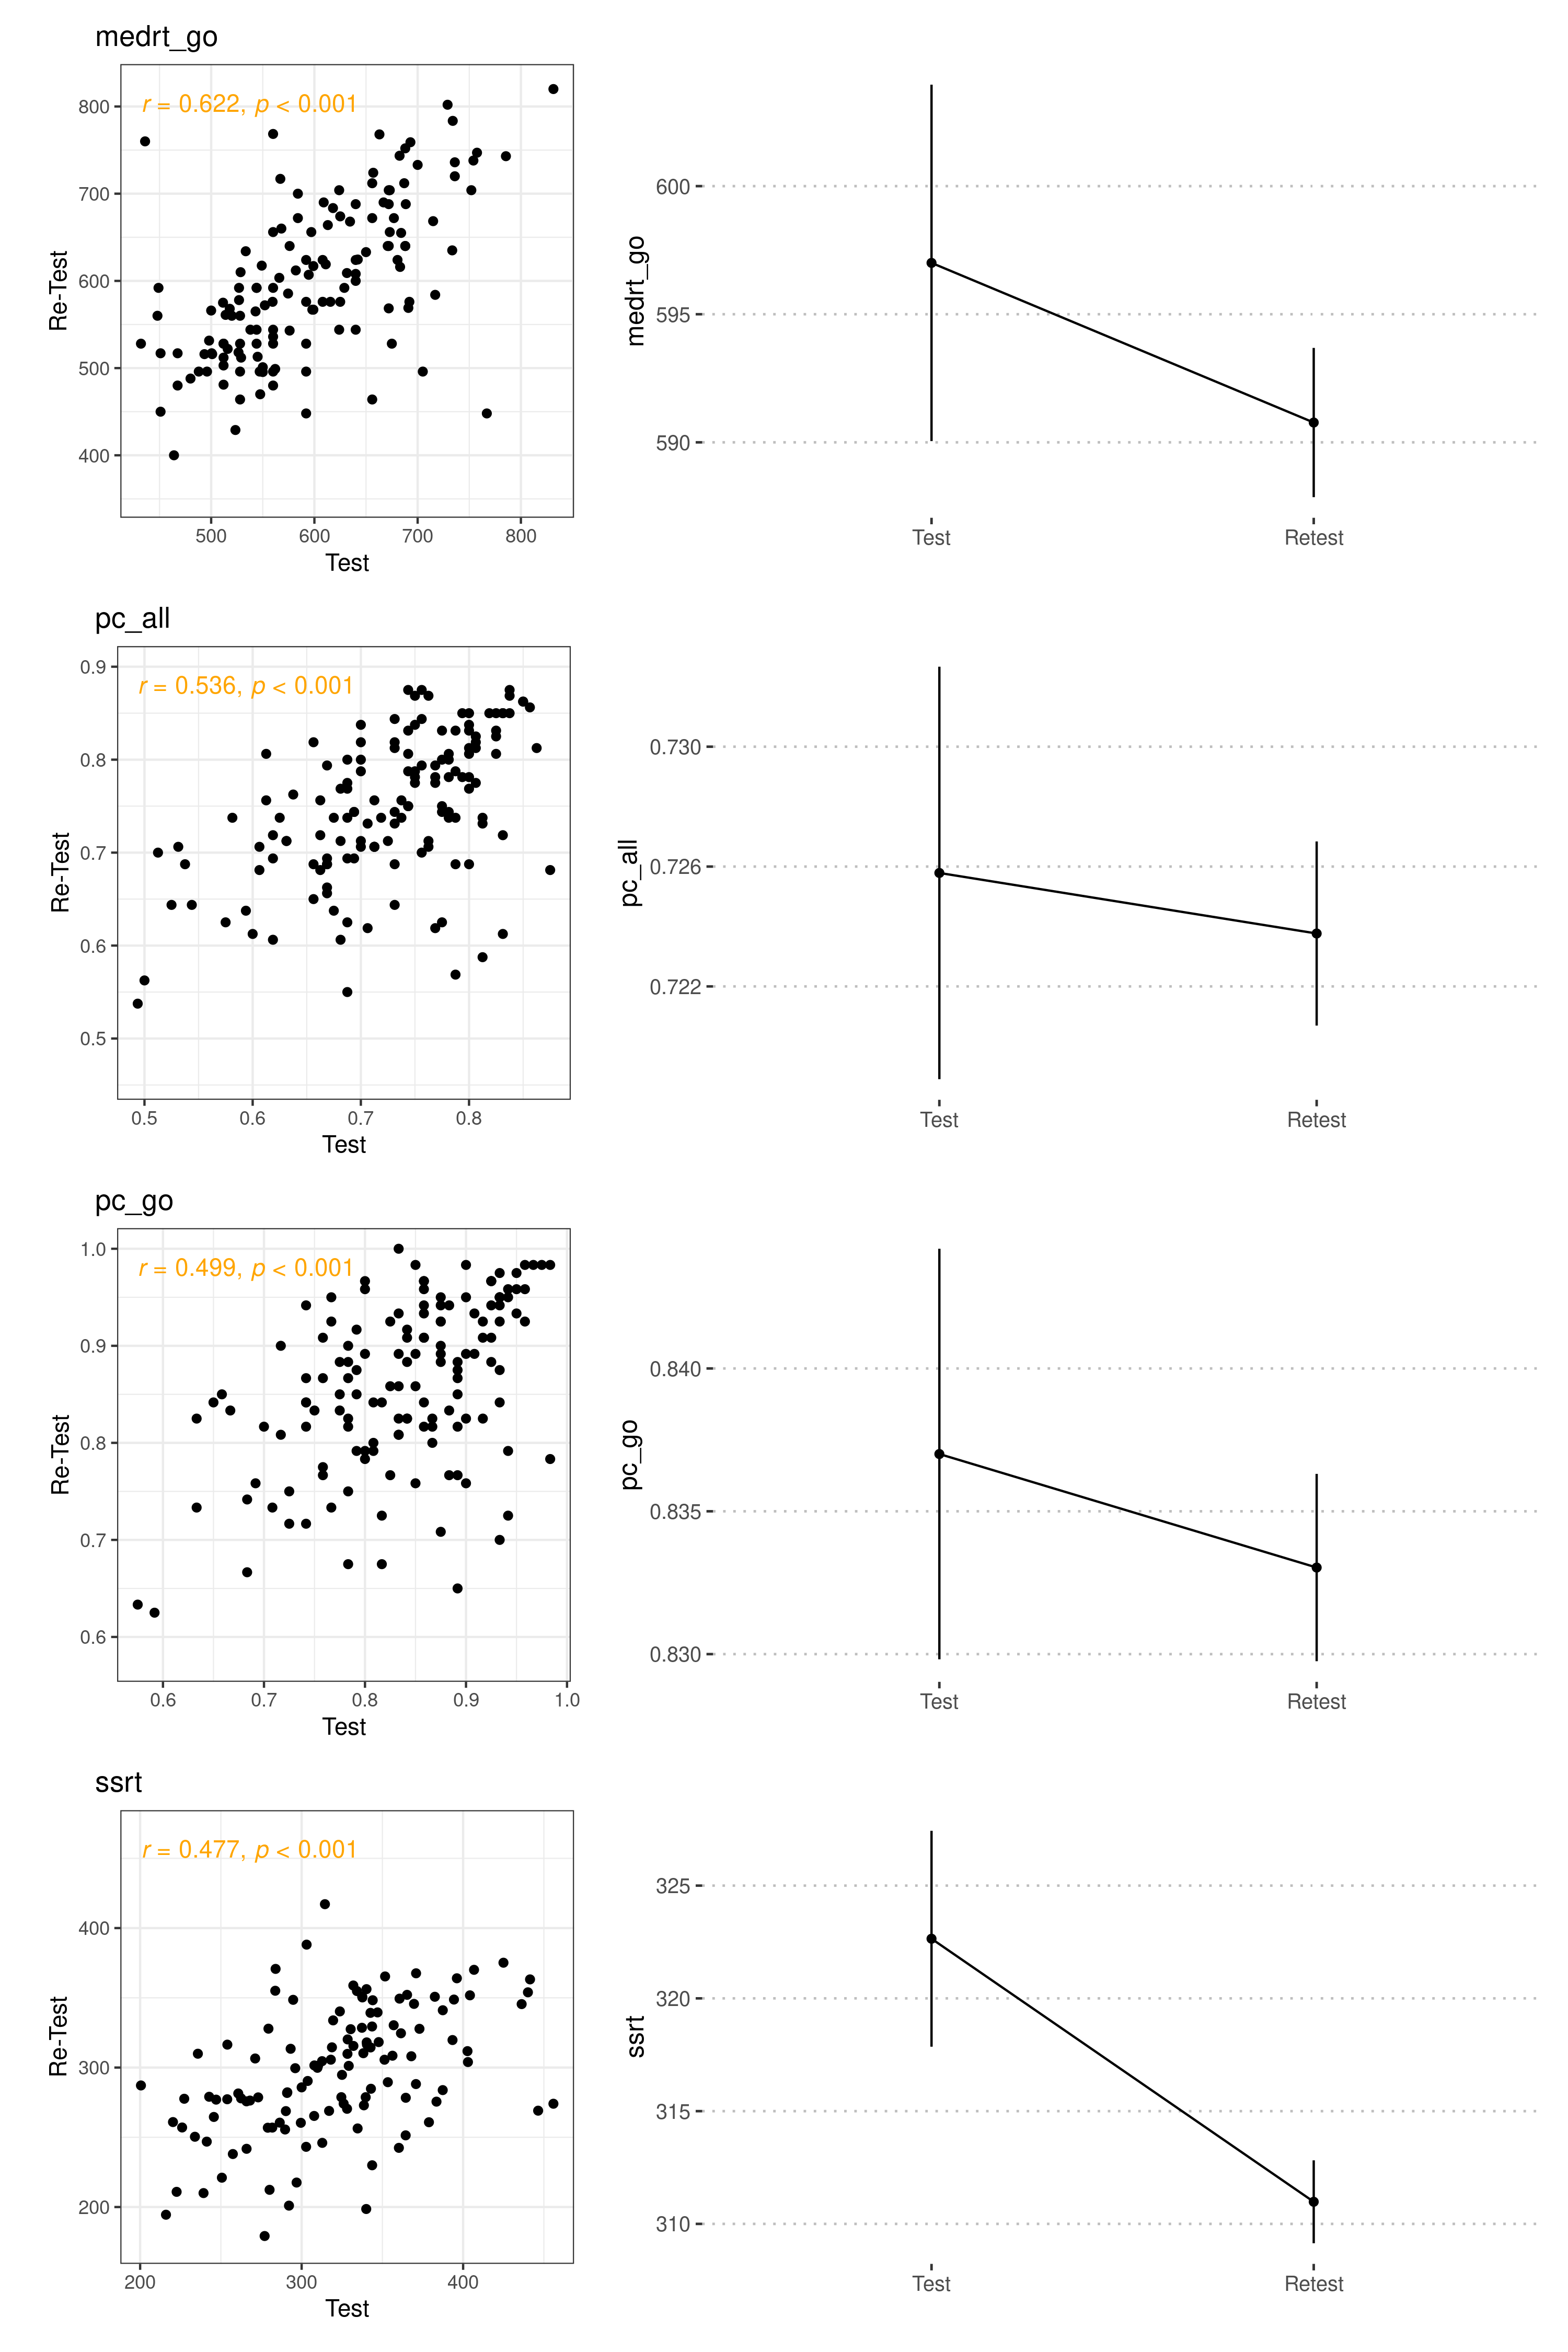 medrt_go
r = 0.622, p < 0.001
800
700
600
500
400
Re-Test
500 600 700 800
Test
medrt_go
600
595
590
Test Retest
pc_all
r = 0.536, p < 0.001
0.9
0.8
0.7
0.6
0.5
Re-Test
0.5 0.6 0.7 0.8
Test
pc_all
0.730
0.726
0.722
Test Retest
pc_go
r = 0.499, p < 0.001
1.0
0.9
0.8
0.7
0.6
Re-Test
0.6 0.7 0.8 0.9 1.0
Test
pc_go
0.840
0.835
0.830
Test Retest
ssrt
r = 0.477, p < 0.001
400
300
200
Re-Test
200 300 400
Test
ssrt
325
320
315
310
Test Retest